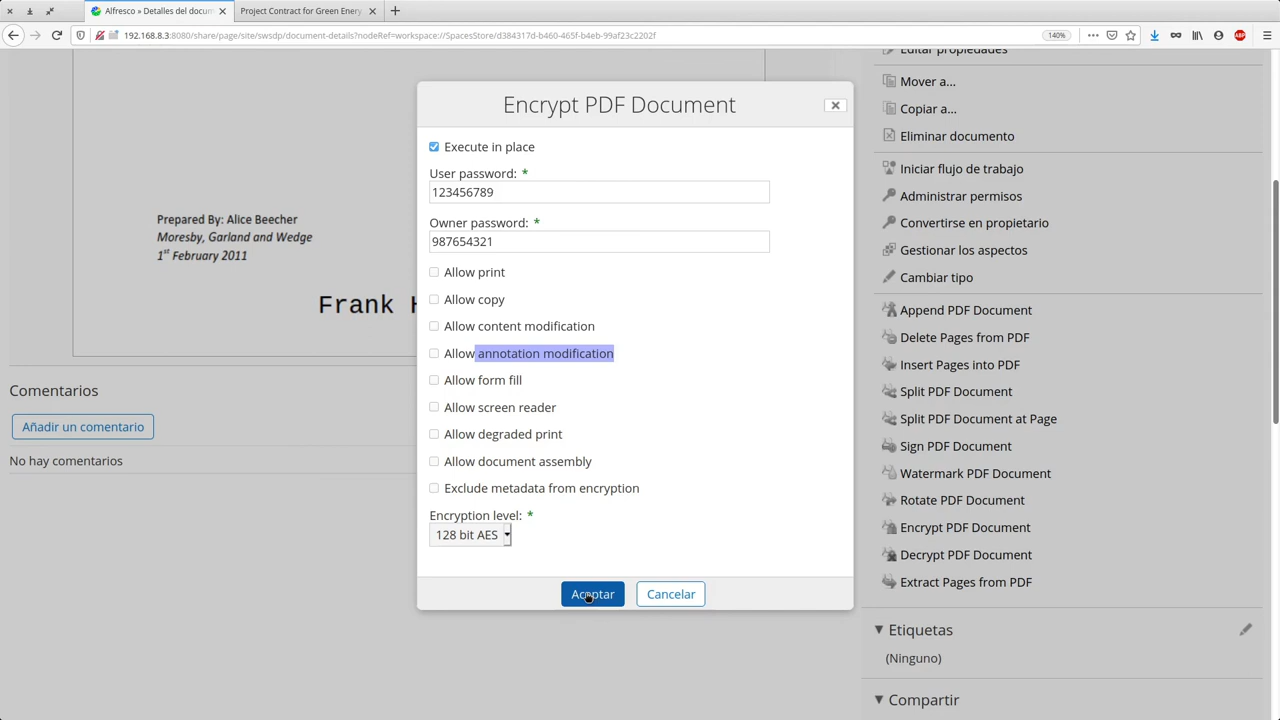 Alfresco » Detalles del docum
Project Contract for Green Energy
192.168.8.3:8080/share/page/site/swsdp/document-details?nodeRef=workspace://SpacesStore/d384317d-b460-465f-b4eb-99af23c2202f
140%
ABP
Prepared By: Alice Beecher
Moresby, Garland and Wedge
1st February 2011
Frank
Comentarios
Añadir un comentario
No hay comentarios
Encrypt PDF Document
Execute in place
User password: *
123456789
Owner password: *
987654321
Allow print
Allow copy
Allow content modification
Allow annotation modification
Allow form fill
Allow screen reader
Allow degraded print
Allow document assembly
Exclude metadata from encryption
Encryption level: *
128 bit AES
Aceptar
Cancelar
Editar propiedades
Mover a...
Copiar a...
Eliminar documento
Iniciar flujo de trabajo
Administrar permisos
Convertirse en propietario
Gestionar los aspectos
Cambiar tipo
Append PDF Document
Delete Pages from PDF
Insert Pages into PDF
Split PDF Document
Split PDF Document at Page
Sign PDF Document
Watermark PDF Document
Rotate PDF Document
Encrypt PDF Document
Decrypt PDF Document
Extract Pages from PDF
Etiquetas
(Ninguno)
Compartir